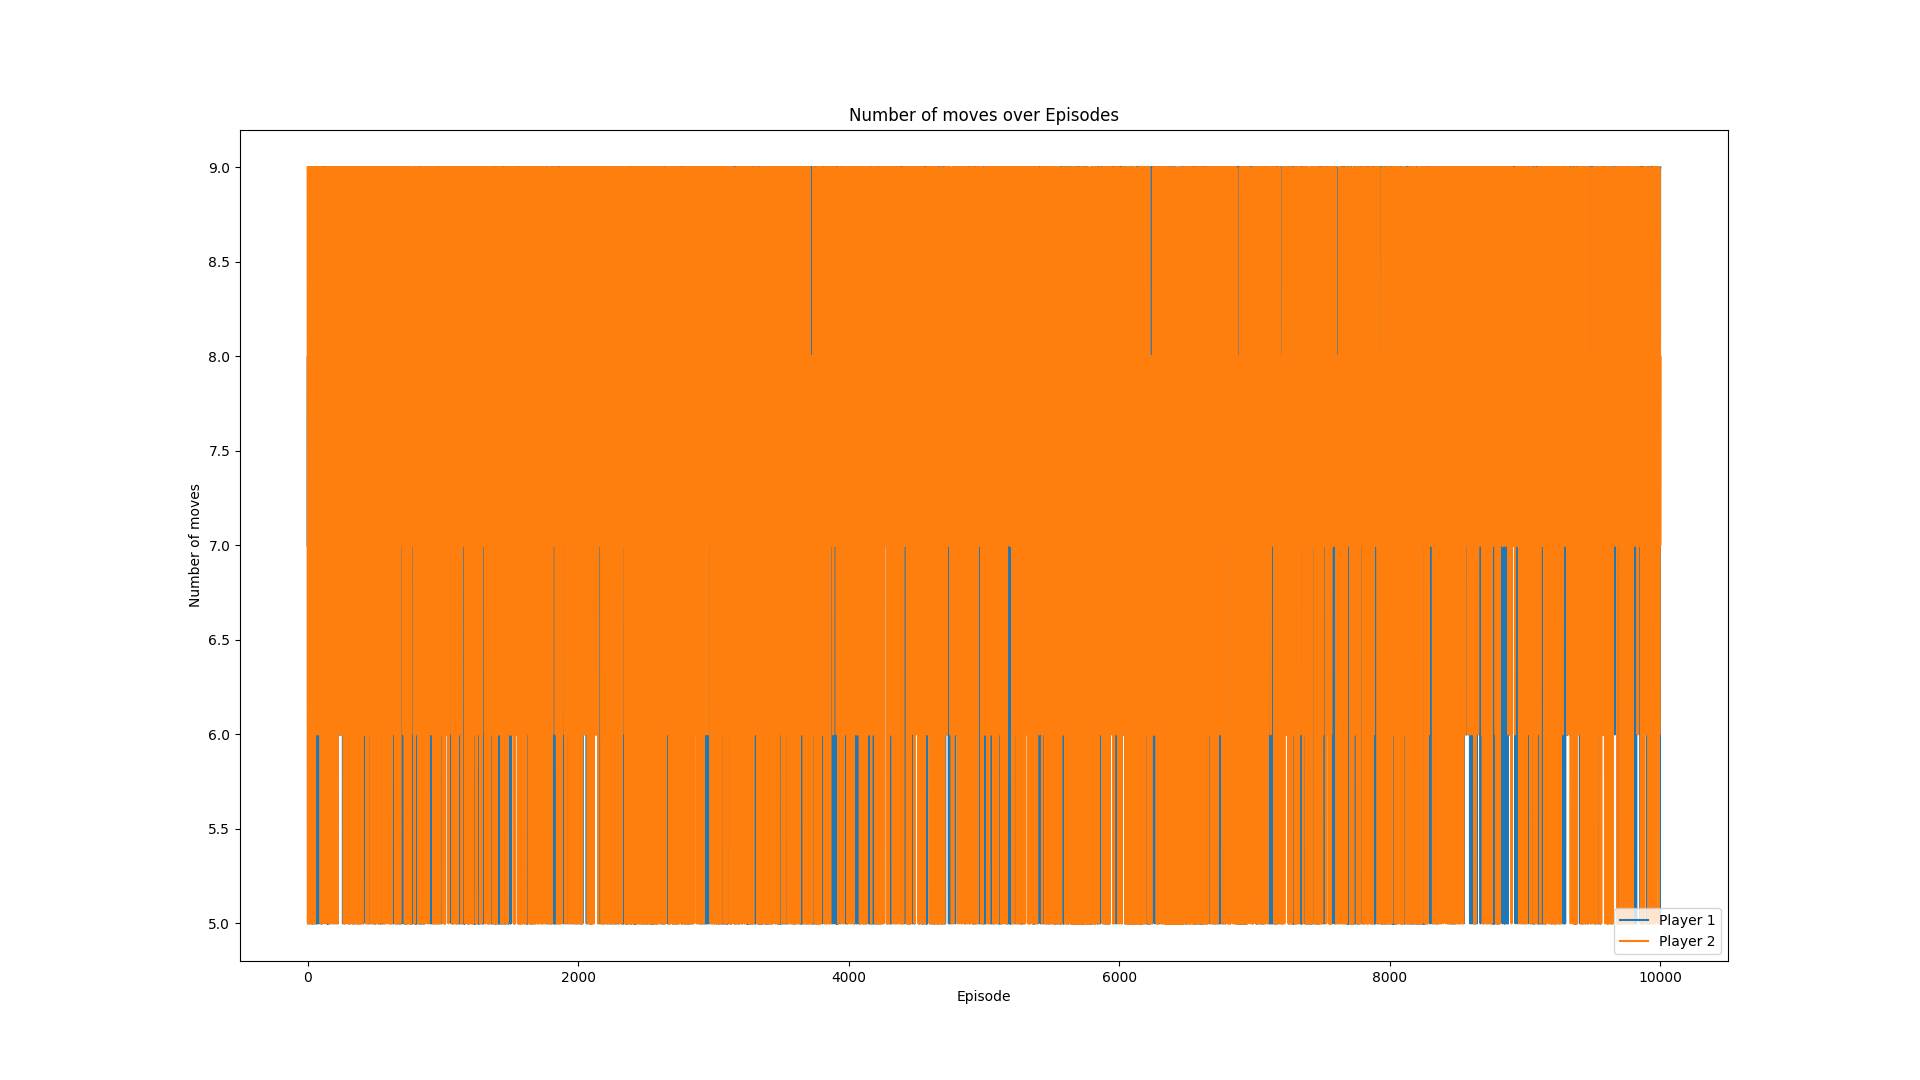 Number of moves over Episodes
9.0
8.5
8.0
7.5
7.0
6.5
6.0
5.5
5.0
Number of moves
Player 1
Player 2
0 2000 4000 6000 8000 10000
Episode